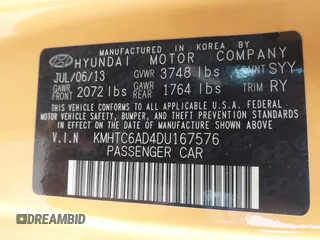 MANUFACTURED IN KOREA BY
HYUNDAI MOTOR COMPANY
JUL/06/13 GVWR 3748 lbs PAINT SYY
GAWR FRONT 2072 lbs GAWR REAR 1764 lbs TRIM RY
THIS VEHICLE CONFORMS TO ALL APPLICABLE U.S.A. FEDERAL
MOTOR VEHICLE SAFETY, BUMPER, AND THEFT PREVENTION
STANDARDS IN EFFECT ON THE DATE OF MANUFACTURE SHOWN ABOVE.
V.I.N KMHTC6AD4DU167576
PASSENGER CAR
DREAMBID